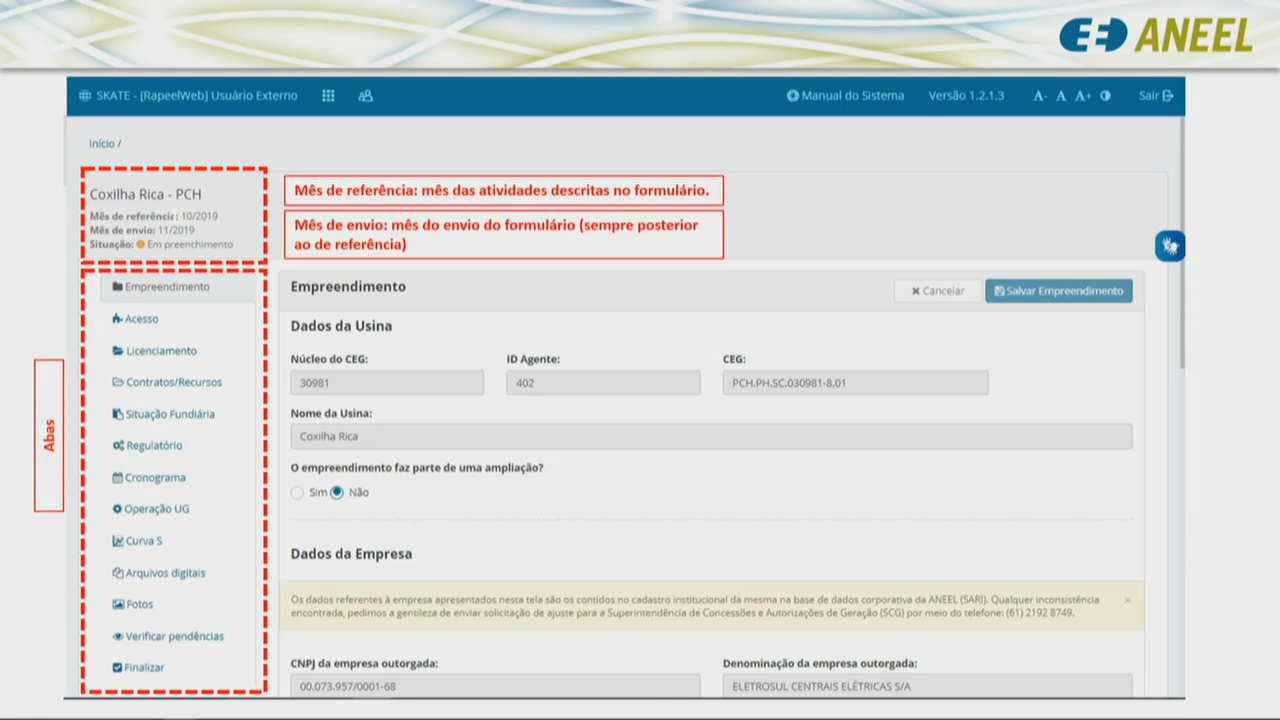 ANEEL
SKATE - [RapeelWeb] Usuário Externo
Manual do Sistema
Versão 1.2.1.3
A- A A+
Sair
Início /
Coxilha Rica - PCH
Mês de referência : 10/2019
Mês de envio: 11/2019
Situação: Em preenchimento
Mês de referência: mês das atividades descritas no formulário.
Mês de envio: mês do envio do formulário (sempre posterior
ao de referência)
Abas
Empreendimento
Acesso
Licenciamento
Contratos/Recursos
Situação Fundiária
Regulatório
Cronograma
Operação UG
Curva S
Arquivos digitais
Fotos
Verificar pendências
Finalizar
Empreendimento
Cancelar
Salvar Empreendimento
Dados da Usina
Núcleo do CEG:
30981
ID Agente:
402
CEG:
PCH.PH.SC.030981-8.01
Nome da Usina:
Coxilha Rica
O empreendimento faz parte de uma ampliação?
Sim Não
Dados da Empresa
Os dados referentes à empresa apresentados nesta tela são os contidos no cadastro institucional da mesma na base de dados corporativa da ANEEL (SARI). Qualquer inconsistência
encontrada, pedimos a gentileza de enviar solicitação de ajuste para a Superintendência de Concessões e Autorizações de Geração (SCG) por meio do telefone: (61) 2192 8749.
CNPJ da empresa outorgada:
00.073.957/0001-68
Denominação da empresa outorgada:
ELETROSUL CENTRAIS ELÉTRICAS S/A